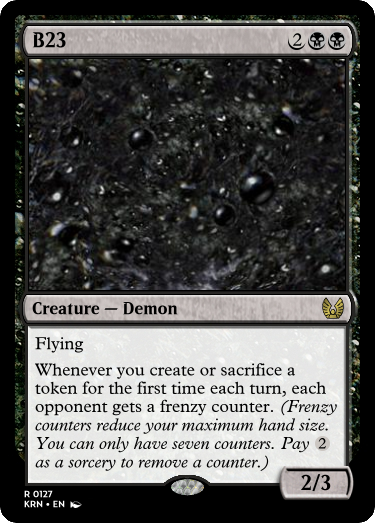 B23 2
Creature — Demon
Flying
Whenever you create or sacrifice a
token for the first time each turn, each
opponent gets a frenzy counter. (Frenzy
counters reduce your maximum hand size.
You can only have seven counters. Pay 2
as a sorcery to remove a counter.)
2/3
R 0127
KRN • EN